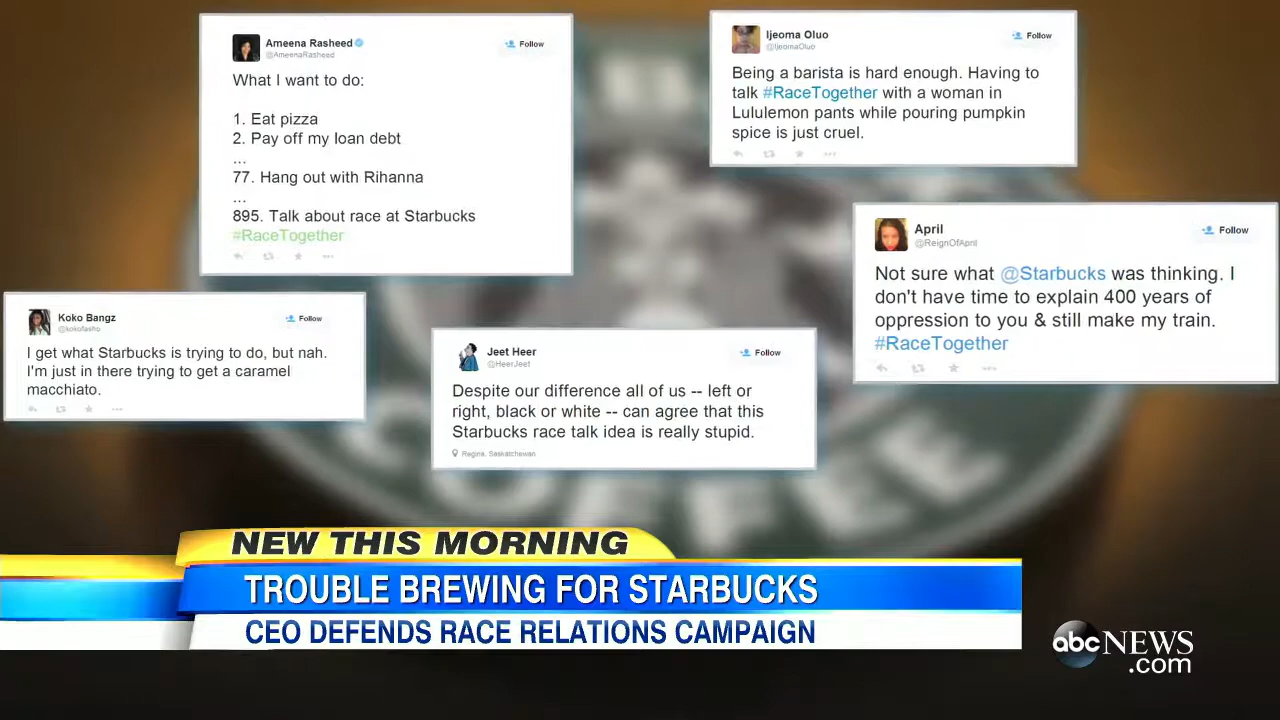 Ameena Rasheed
@AmeenaRasheed
Follow
What I want to do:
1. Eat pizza
2. Pay off my loan debt
...
77. Hang out with Rihanna
...
895. Talk about race at Starbucks
#RaceTogether
Ijeoma Oluo
@IjeomaOluo
Follow
Being a barista is hard enough. Having to
talk #RaceTogether with a woman in
Lululemon pants while pouring pumpkin
spice is just cruel.
April
@ReignOfApril
Follow
Not sure what @Starbucks was thinking. I
don't have time to explain 400 years of
oppression to you & still make my train.
#RaceTogether
Koko Bangz
@kokoflasho
Follow
I get what Starbucks is trying to do, but nah.
I'm just in there trying to get a caramel
macchiato.
Jeet Heer
@HeerJeet
Follow
Despite our difference all of us -- left or
right, black or white -- can agree that this
Starbucks race talk idea is really stupid.
Regina, Saskatchewan
COFFEE
NEW THIS MORNING
TROUBLE BREWING FOR STARBUCKS
CEO DEFENDS RACE RELATIONS CAMPAIGN
abc NEWS
.com